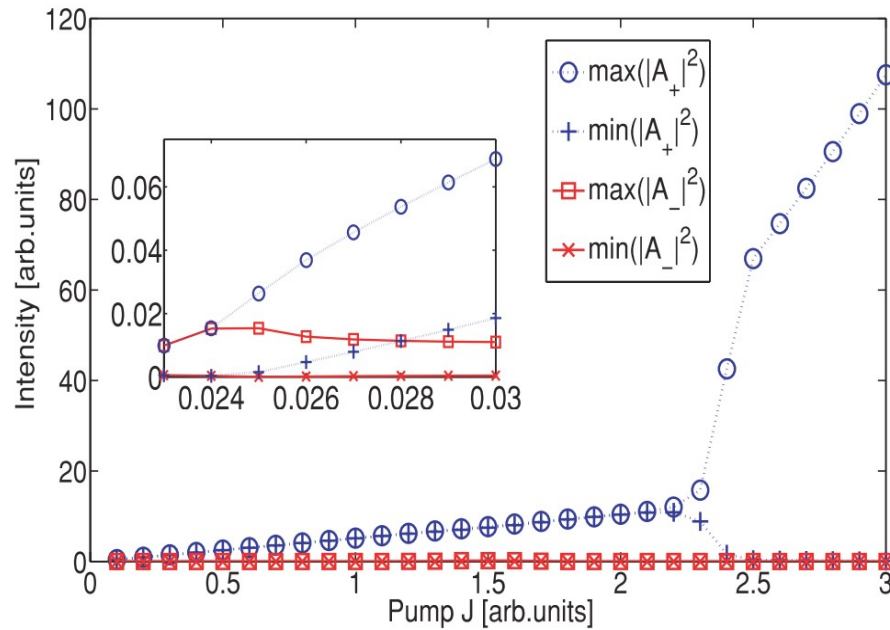 120
100
80
60
40
20
0
Intensity [arb.units]
0 0.5 1 1.5 2 2.5 3
Pump J [arb.units]
max(|A₊|²)
min(|A₊|²)
max(|A₋|²)
min(|A₋|²)
0.06
0.04
0.02
0
0.024 0.026 0.028 0.03